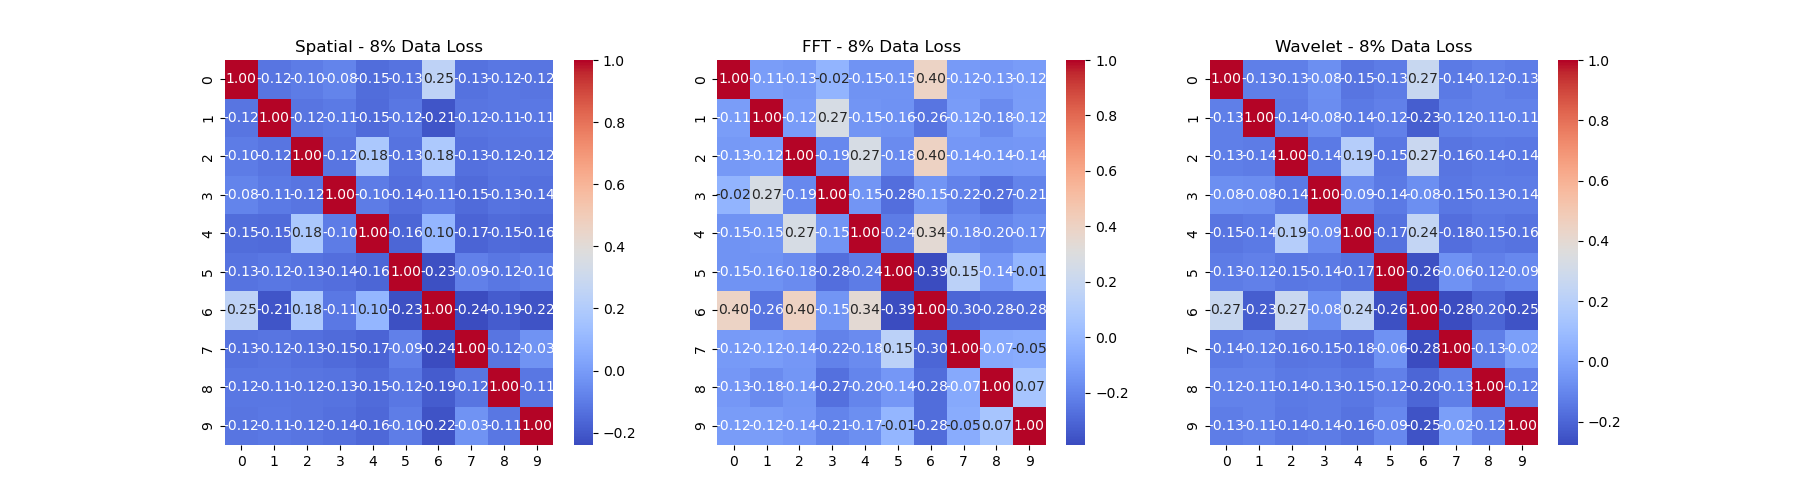 Spatial - 8% Data Loss
0 1.00 -0.12 -0.10 -0.08 -0.15 -0.13 0.25 -0.13 -0.12 -0.12
1 -0.12 1.00 -0.12 -0.11 -0.15 -0.12 -0.21 -0.12 -0.11 -0.11
2 -0.10 -0.12 1.00 -0.12 0.18 -0.13 0.18 -0.13 -0.12 -0.12
3 -0.08 -0.11 -0.12 1.00 -0.10 -0.14 -0.11 -0.15 -0.13 -0.14
4 -0.15 -0.15 0.18 -0.10 1.00 -0.16 0.10 -0.17 -0.15 -0.16
5 -0.13 -0.12 -0.13 -0.14 -0.16 1.00 -0.23 -0.09 -0.12 -0.10
6 0.25 -0.21 0.18 -0.11 0.10 -0.23 1.00 -0.24 -0.19 -0.22
7 -0.13 -0.12 -0.13 -0.15 -0.17 -0.09 -0.24 1.00 -0.12 -0.03
8 -0.12 -0.11 -0.12 -0.13 -0.15 -0.12 -0.19 -0.12 1.00 -0.11
9 -0.12 -0.11 -0.12 -0.14 -0.16 -0.10 -0.22 -0.03 -0.11 1.00
0 1 2 3 4 5 6 7 8 9
1.0
0.8
0.6
0.4
0.2
0.0
−0.2
FFT - 8% Data Loss
0 1.00 -0.11 -0.13 -0.02 -0.15 -0.15 0.40 -0.12 -0.13 -0.12
1 -0.11 1.00 -0.12 0.27 -0.15 -0.16 -0.26 -0.12 -0.18 -0.12
2 -0.13 -0.12 1.00 -0.19 0.27 -0.18 0.40 -0.14 -0.14 -0.14
3 -0.02 0.27 -0.19 1.00 -0.15 -0.28 -0.15 -0.22 -0.27 -0.21
4 -0.15 -0.15 0.27 -0.15 1.00 -0.24 0.34 -0.18 -0.20 -0.17
5 -0.15 -0.16 -0.18 -0.28 -0.24 1.00 -0.39 0.15 -0.14 -0.01
6 0.40 -0.26 0.40 -0.15 0.34 -0.39 1.00 -0.30 -0.28 -0.28
7 -0.12 -0.12 -0.14 -0.22 -0.18 0.15 -0.30 1.00 -0.07 -0.05
8 -0.13 -0.18 -0.14 -0.27 -0.20 -0.14 -0.28 -0.07 1.00 0.07
9 -0.12 -0.12 -0.14 -0.21 -0.17 -0.01 -0.28 -0.05 0.07 1.00
0 1 2 3 4 5 6 7 8 9
1.0
0.8
0.6
0.4
0.2
0.0
−0.2
Wavelet - 8% Data Loss
0 1.00 -0.13 -0.13 -0.08 -0.15 -0.13 0.27 -0.14 -0.12 -0.13
1 -0.13 1.00 -0.14 -0.08 -0.14 -0.12 -0.23 -0.12 -0.11 -0.11
2 -0.13 -0.14 1.00 -0.14 0.19 -0.15 0.27 -0.16 -0.14 -0.14
3 -0.08 -0.08 -0.14 1.00 -0.09 -0.14 -0.08 -0.15 -0.13 -0.14
4 -0.15 -0.14 0.19 -0.09 1.00 -0.17 0.24 -0.18 -0.15 -0.16
5 -0.13 -0.12 -0.15 -0.14 -0.17 1.00 -0.26 -0.06 -0.12 -0.09
6 0.27 -0.23 0.27 -0.08 0.24 -0.26 1.00 -0.28 -0.20 -0.25
7 -0.14 -0.12 -0.16 -0.15 -0.18 -0.06 -0.28 1.00 -0.13 -0.02
8 -0.12 -0.11 -0.14 -0.13 -0.15 -0.12 -0.20 -0.13 1.00 -0.12
9 -0.13 -0.11 -0.14 -0.14 -0.16 -0.09 -0.25 -0.02 -0.12 1.00
0 1 2 3 4 5 6 7 8 9
1.0
0.8
0.6
0.4
0.2
0.0
−0.2